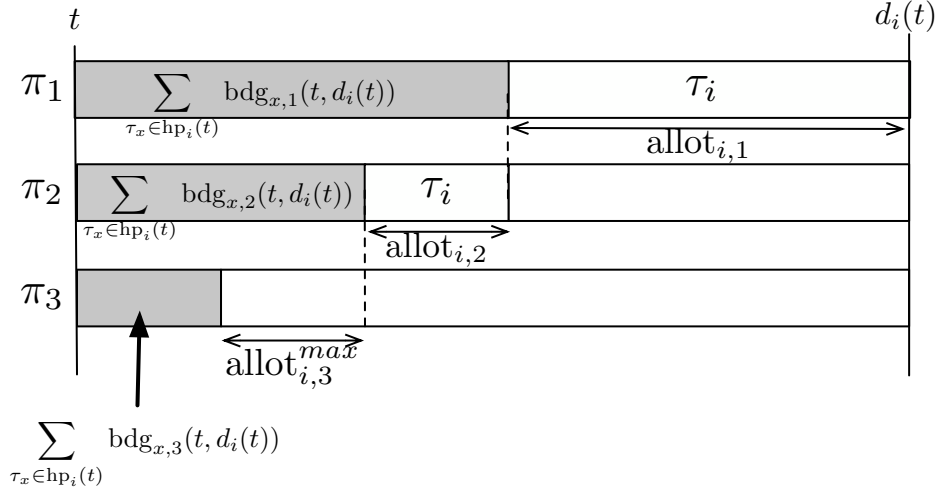 t d_i(t)
π_1 ∑_{τ_x∈hp_i(t)} bdg_{x,1}(t, d_i(t)) τ_i
allot_{i,1}
π_2 ∑_{τ_x∈hp_i(t)} bdg_{x,2}(t, d_i(t)) τ_i
allot_{i,2}
π_3
allot_{i,3}^{max}
∑_{τ_x∈hp_i(t)} bdg_{x,3}(t, d_i(t))